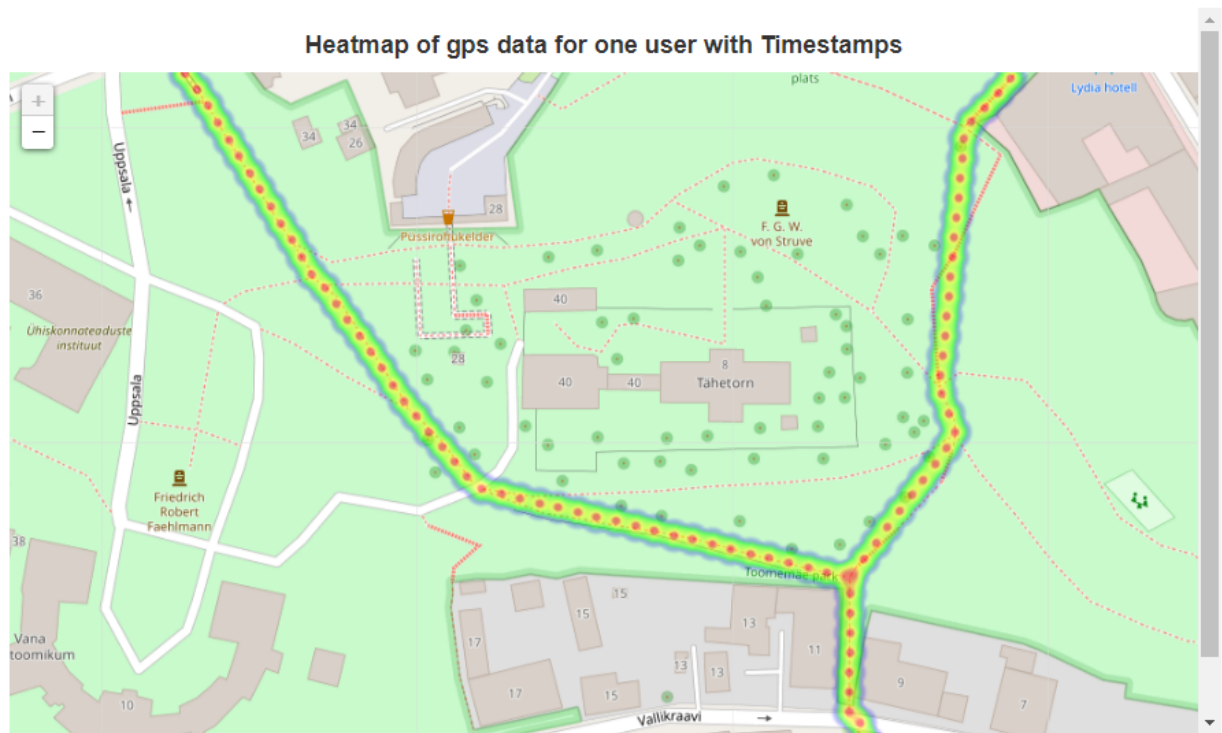 Heatmap of gps data for one user with Timestamps
plats
Lydia hotell
+
−
34
34
26
Uppsala
28
Pussirohukelder
F. G. W.
von Struve
36
40
Ühiskonnateaduste
instituut
28
8
40
40
Tähetorn
Uppsala
Friedrich
Robert
Faehlmann
38
Toomemäe park
15
15
13
17
11
Vana
toomikum
13
13
9
17
15
7
10
Vallikraavi